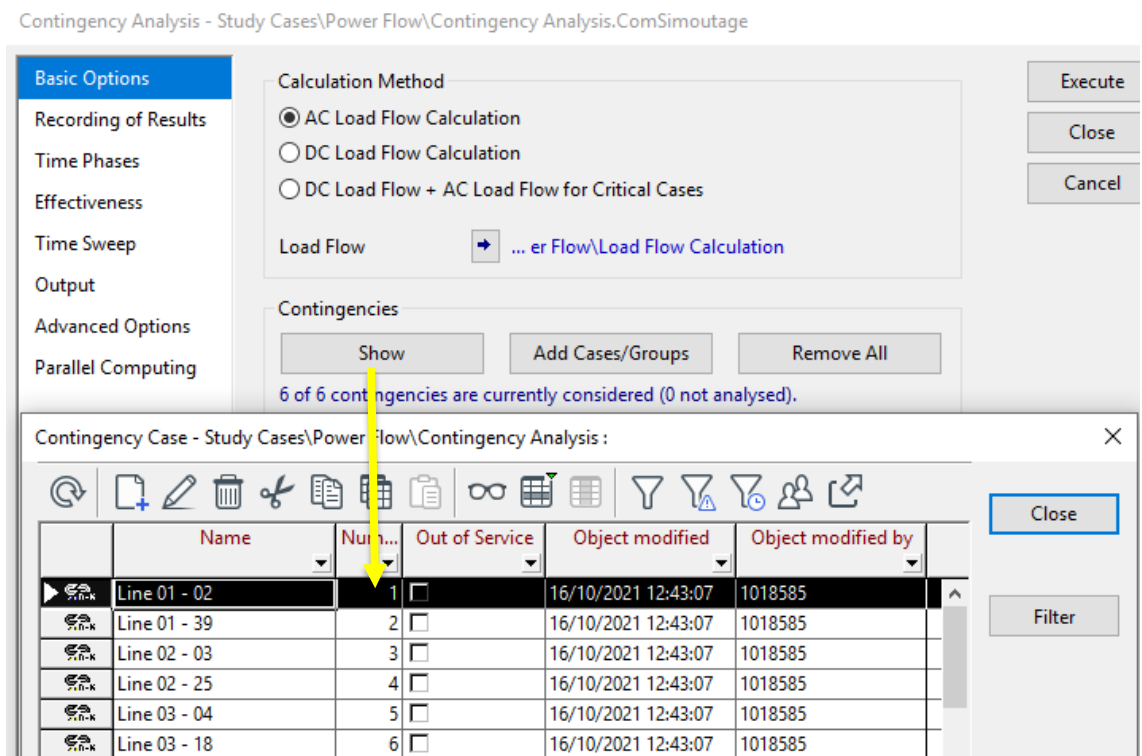 Contingency Analysis - Study Cases\Power Flow\Contingency Analysis.ComSimoutage
Basic Options
Recording of Results
Time Phases
Effectiveness
Time Sweep
Output
Advanced Options
Parallel Computing
Calculation Method
AC Load Flow Calculation
DC Load Flow Calculation
DC Load Flow + AC Load Flow for Critical Cases
Load Flow ... er Flow\Load Flow Calculation
Execute
Close
Cancel
Contingencies
Show Add Cases/Groups Remove All
6 of 6 contingencies are currently considered (0 not analysed).
Contingency Case - Study Cases\Power Flow\Contingency Analysis :
Close
Filter
Name Num... Out of Service Object modified Object modified by
Line 01 - 02 1 16/10/2021 12:43:07 1018585
Line 01 - 39 2 16/10/2021 12:43:07 1018585
Line 02 - 03 3 16/10/2021 12:43:07 1018585
Line 02 - 25 4 16/10/2021 12:43:07 1018585
Line 03 - 04 5 16/10/2021 12:43:07 1018585
Line 03 - 18 6 16/10/2021 12:43:07 1018585